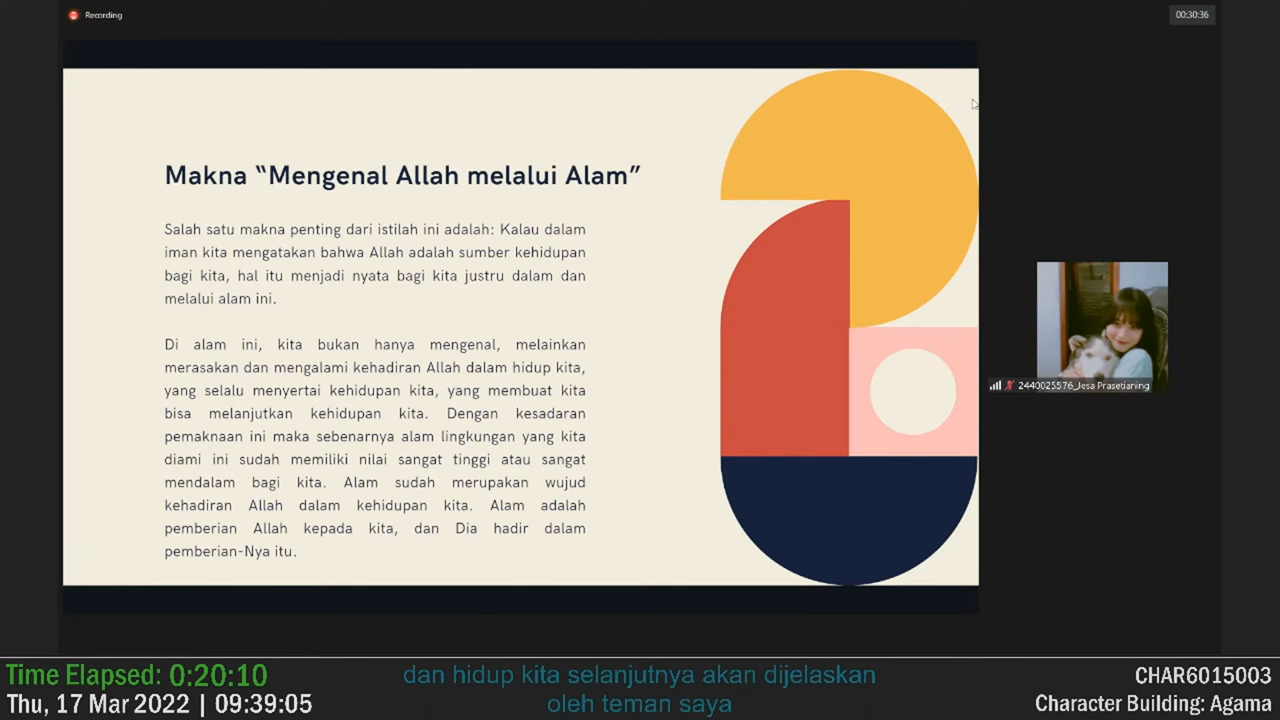 Recording
00:30:36
Makna “Mengenal Allah melalui Alam”
Salah satu makna penting dari istilah ini adalah: Kalau dalam
iman kita mengatakan bahwa Allah adalah sumber kehidupan
bagi kita, hal itu menjadi nyata bagi kita justru dalam dan
melalui alam ini.
Di alam ini, kita bukan hanya mengenal, melainkan
merasakan dan mengalami kehadiran Allah dalam hidup kita,
yang selalu menyertai kehidupan kita, yang membuat kita
bisa melanjutkan kehidupan kita. Dengan kesadaran
pemaknaan ini maka sebenarnya alam lingkungan yang kita
diami ini sudah memiliki nilai sangat tinggi atau sangat
mendalam bagi kita. Alam sudah merupakan wujud
kehadiran Allah dalam kehidupan kita. Alam adalah
pemberian Allah kepada kita, dan Dia hadir dalam
pemberian-Nya itu.
2440025576_Jesa Prasetianing
Time Elapsed: 0:20:10
Thu, 17 Mar 2022 | 09:39:05
dan hidup kita selanjutnya akan dijelaskan
oleh teman saya
CHAR6015003
Character Building: Agama